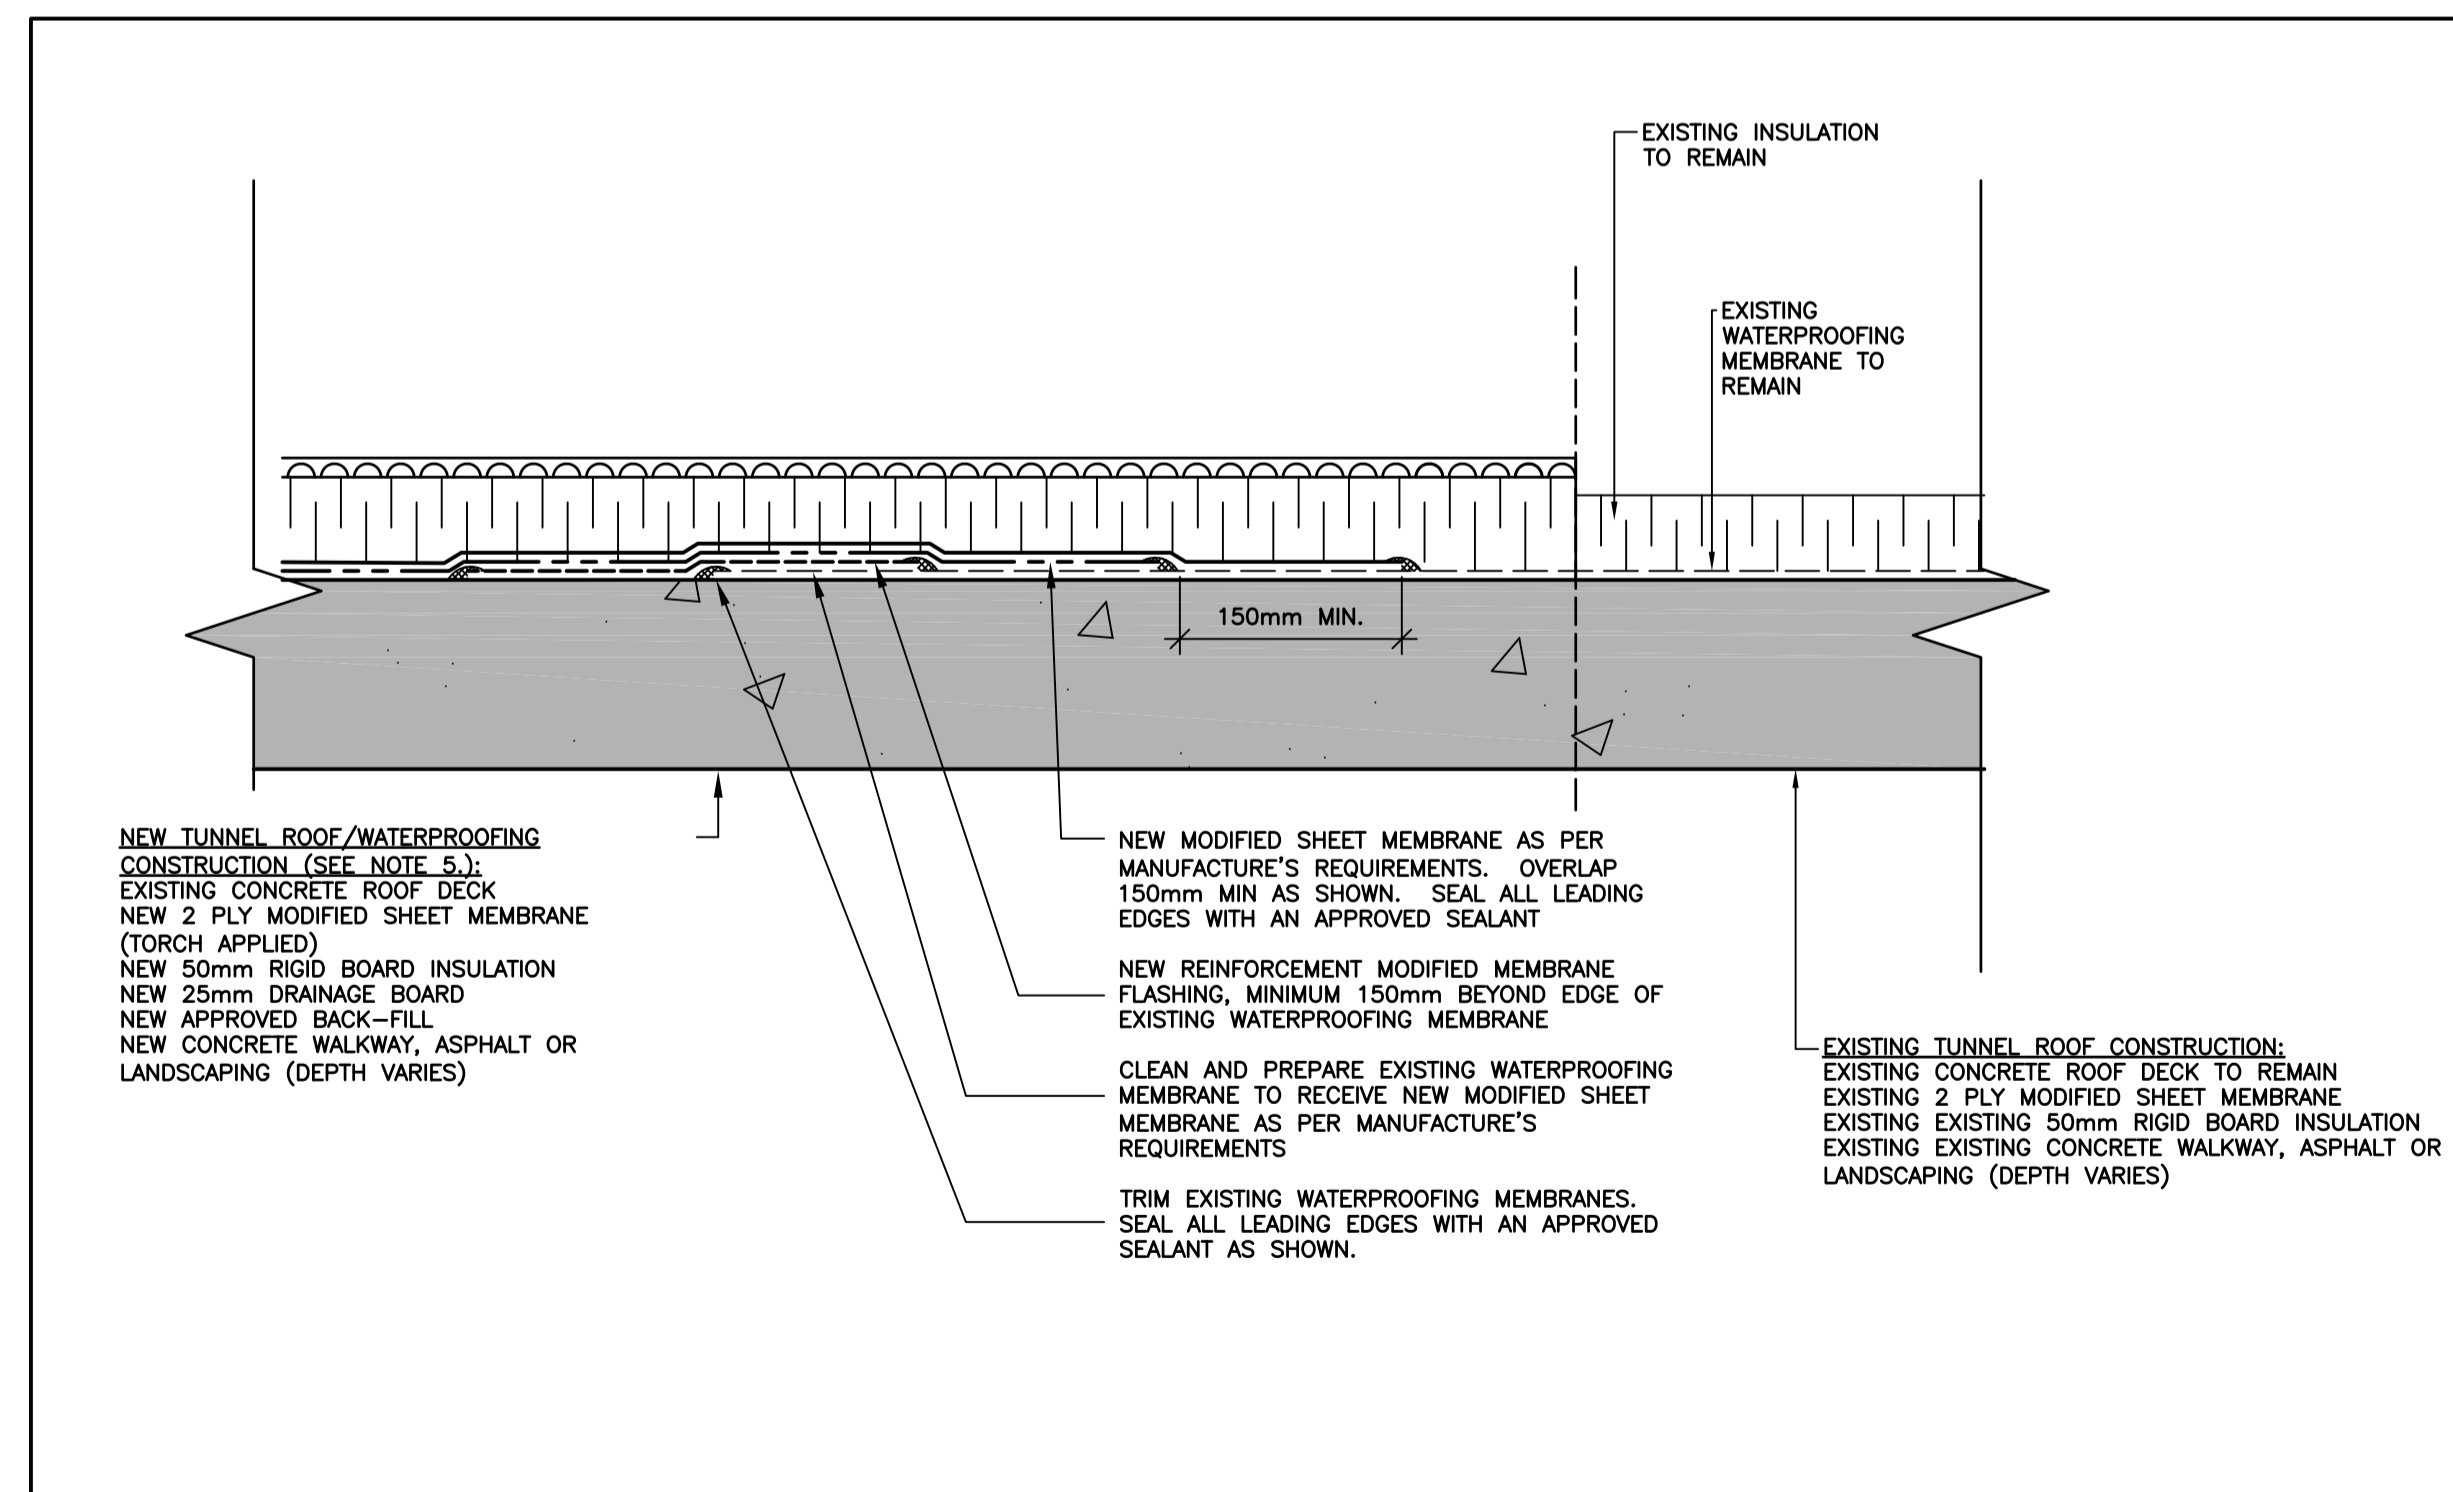 EXISTING INSULATION
TO REMAIN
EXISTING
WATERPROOFING
MEMBRANE TO
REMAIN
150mm MIN.
NEW TUNNEL ROOF/WATERPROOFING
CONSTRUCTION (SEE NOTE 5.):
EXISTING CONCRETE ROOF DECK
NEW 2 PLY MODIFIED SHEET MEMBRANE
(TORCH APPLIED)
NEW 50mm RIGID BOARD INSULATION
NEW 25mm DRAINAGE BOARD
NEW APPROVED BACK-FILL
NEW CONCRETE WALKWAY, ASPHALT OR
LANDSCAPING (DEPTH VARIES)
NEW MODIFIED SHEET MEMBRANE AS PER
MANUFACTURE'S REQUIREMENTS. OVERLAP
150mm MIN AS SHOWN. SEAL ALL LEADING
EDGES WITH AN APPROVED SEALANT
NEW REINFORCEMENT MODIFIED MEMBRANE
FLASHING, MINIMUM 150mm BEYOND EDGE OF
EXISTING WATERPROOFING MEMBRANE
CLEAN AND PREPARE EXISTING WATERPROOFING
MEMBRANE TO RECEIVE NEW MODIFIED SHEET
MEMBRANE AS PER MANUFACTURE'S
REQUIREMENTS
TRIM EXISTING WATERPROOFING MEMBRANES.
SEAL ALL LEADING EDGES WITH AN APPROVED
SEALANT AS SHOWN.
EXISTING TUNNEL ROOF CONSTRUCTION:
EXISTING CONCRETE ROOF DECK TO REMAIN
EXISTING 2 PLY MODIFIED SHEET MEMBRANE
EXISTING EXISTING 50mm RIGID BOARD INSULATION
EXISTING EXISTING CONCRETE WALKWAY, ASPHALT OR
LANDSCAPING (DEPTH VARIES)